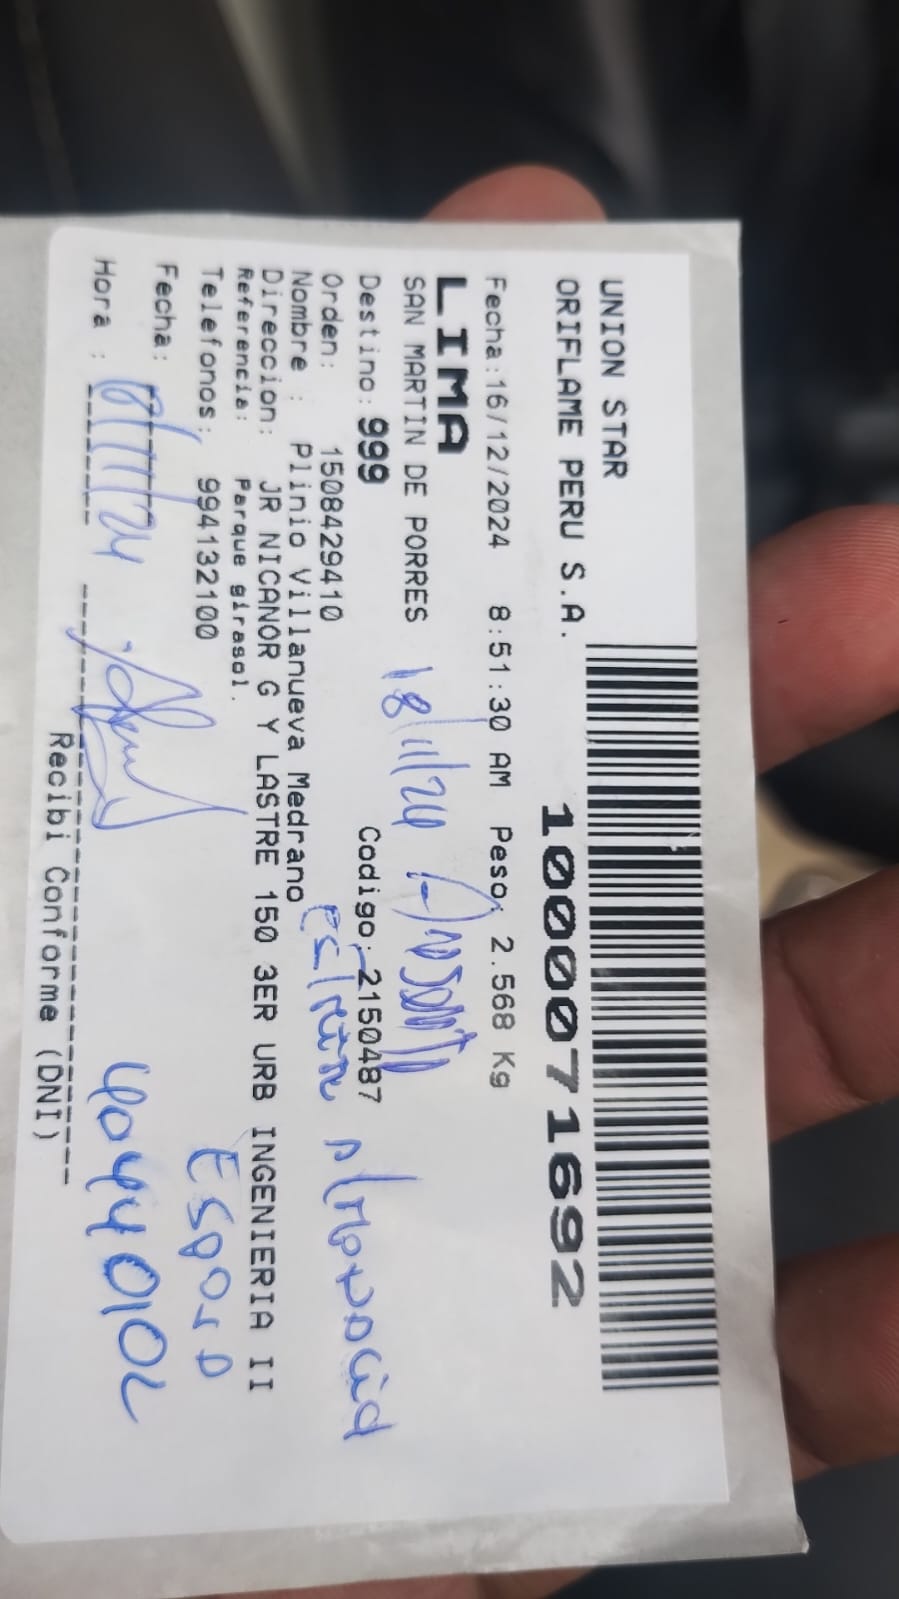 UNION STAR
ORIFLAME PERU S.A.
1000071692
Fecha:16/12/2024 8:51:30 AM Peso: 2.568 Kg
LIMA
SAN MARTIN DE PORRES 18/11/24
Destino: 999 Codigo: 2150487
Orden: 1508429410
Nombre : Plinio Villanueva Medrano
Direccion: JR NICANOR G Y LASTRE 150 3ER URB INGENIERIA II
Referencia: Parque girasol.
Telefonos: 994132100
Fecha:
Hora : 40440102
Recibi Conforme (DNI)